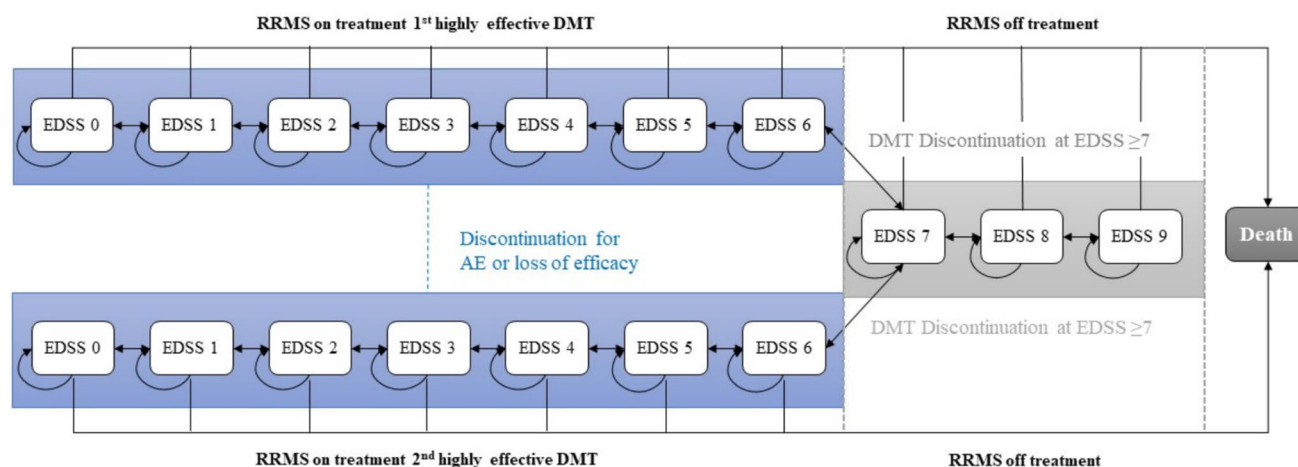 RRMS on treatment 1st highly effective DMT
RRMS off treatment
EDSS 0
EDSS 1
EDSS 2
EDSS 3
EDSS 4
EDSS 5
EDSS 6
DMT Discontinuation at EDSS ≥7
Discontinuation for
AE or loss of efficacy
EDSS 7
EDSS 8
EDSS 9
Death
DMT Discontinuation at EDSS ≥7
EDSS 0
EDSS 1
EDSS 2
EDSS 3
EDSS 4
EDSS 5
EDSS 6
RRMS on treatment 2nd highly effective DMT
RRMS off treatment